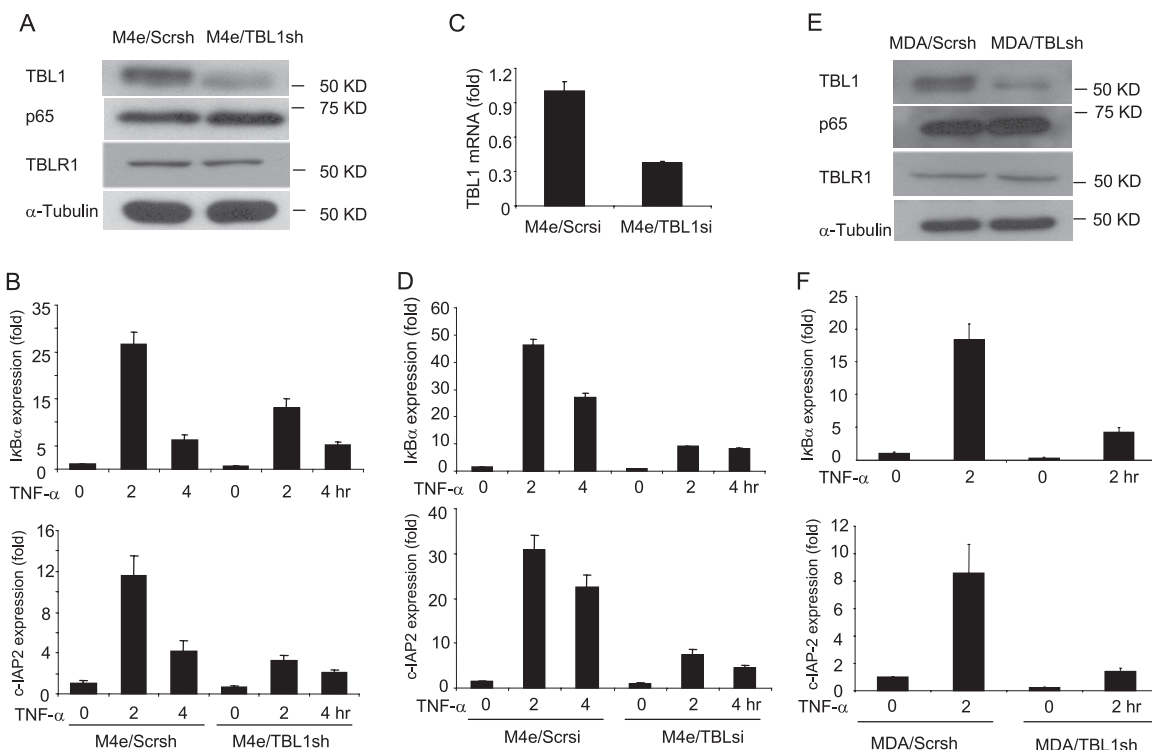 A
M4e/Scrsh M4e/TBL1sh
TBL1
50 KD
75 KD
p65
TBLR1
50 KD
α-Tubulin
50 KD
C
TBL1 mRNA (fold)
1.2
0.9
0.6
0.3
0
M4e/Scrsi M4e/TBL1si
E
MDA/Scrsh MDA/TBLsh
TBL1
50 KD
75 KD
p65
TBLR1
50 KD
α-Tubulin
50 KD
B
IκBα expression (fold)
35
25
15
5
0
TNF-α 0 2 4 0 2 4 hr
c-IAP2 expression (fold)
16
12
8
4
0
TNF-α 0 2 4 0 2 4 hr
M4e/Scrsh M4e/TBL1sh
D
IκBα expression (fold)
60
50
40
30
20
10
0
TNF-α 0 2 4 0 2 4 hr
c-IAP2 expression (fold)
40
30
20
10
0
TNF-α 0 2 4 0 2 4 hr
M4e/Scrsi M4e/TBLsi
F
IκBα expression (fold)
25
20
15
10
5
0
TNF-α 0 2 0 2 hr
c-IAP-2 expression (fold)
12
10
8
6
4
2
0
TNF-α 0 2 0 2 hr
MDA/Scrsh MDA/TBL1sh